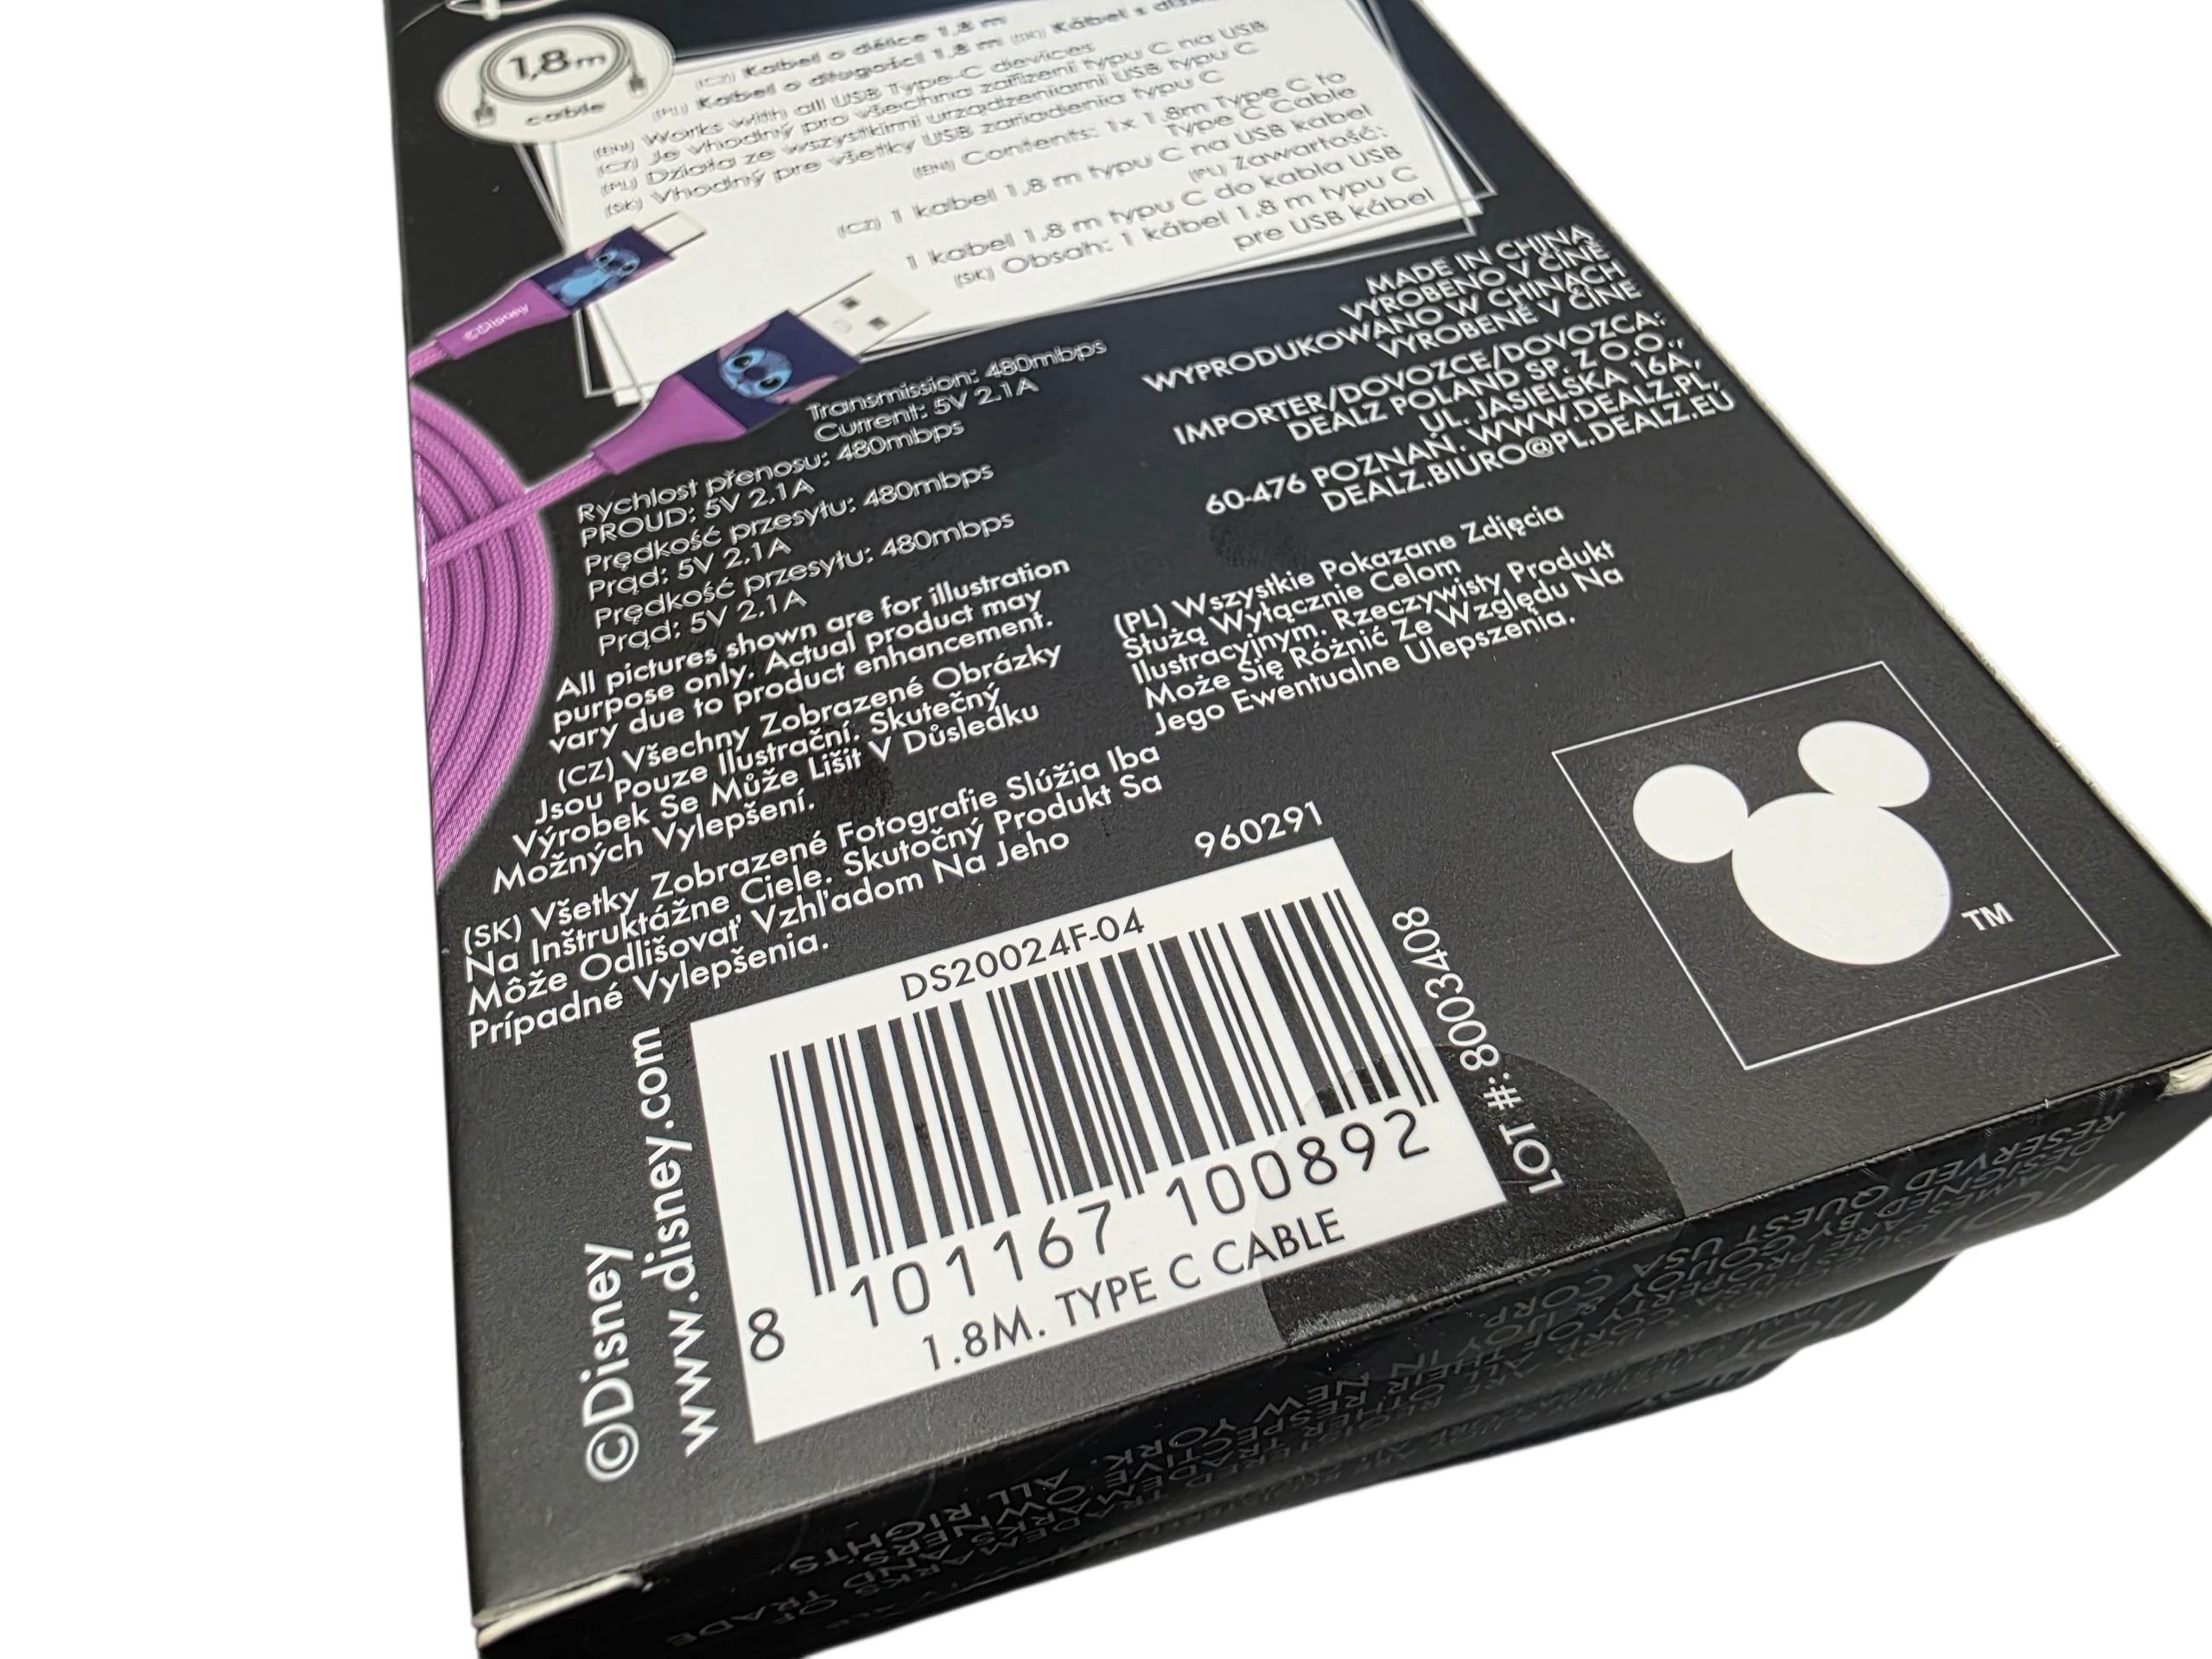 1,8m
cable
(CZ) Kabel o délce 1,8 m
(PL) Kabel o długości 1,8 m (SK) Kábel s
(EN) Works with all USB Type-C devices
(CZ) Je vhodný pro všechna zařízení typu C na USB
(PL) Działa ze wszystkimi urządzeniami USB typu C
(SK) Vhodný pre všetky USB zariadenia typu C
(EN) Contents: 1x 1.8m Type C to
Type C Cable
(CZ) 1 kabel 1,8 m typu C na USB kabel
(PL) Zawartość:
1 kabel 1,8 m typu C do kabla USB
(SK) Obsah: 1 kábel 1,8 m typu C
pre USB kábel
©Disney
Transmission: 480mbps
Current: 5V 2.1A
Rychlost přenosu: 480mbps
PROUD: 5V 2.1A
Prędkość przesyłu: 480mbps
Prąd: 5V 2.1A
Prędkość przesyłu: 480mbps
Prąd: 5V 2.1A
MADE IN CHINA
VYROBENO V ČÍNĚ
WYPRODUKOWANO W CHINACH
VYROBENÉ V ČÍNE
IMPORTER/DOVOZCE/DOVOZCA:
DEALZ POLAND SP. Z O.O.,
UL. JASIELSKA 16A,
60-476 POZNAŃ. WWW.DEALZ.PL,
DEALZ.BIURO@PL.DEALZ.EU
All pictures shown are for illustration
purpose only. Actual product may
vary due to product enhancement.
(CZ) Všechny Zobrazené Obrázky
Jsou Pouze Ilustrační. Skutečný
Výrobek Se Může Lišit V Důsledku
Možných Vylepšení.
(SK) Všetky Zobrazené Fotografie Slúžia Iba
Na Inštruktážne Ciele. Skutočný Produkt Sa
Môže Odlišovať Vzhľadom Na Jeho
Prípadné Vylepšenia.
(PL) Wszystkie Pokazane Zdjęcia
Służą Wyłącznie Celom
Ilustracyjnym. Rzeczywisty Produkt
Może Się Różnić Ze Względu Na
Jego Ewentualne Ulepszenia.
960291
DS20024F-04
8 101167 100892
1.8M. TYPE C CABLE
LOT #:8003408
©Disney
www.disney.com
TM
DESIGNED BY UJOY
RESERVED QUEST USA CORP.